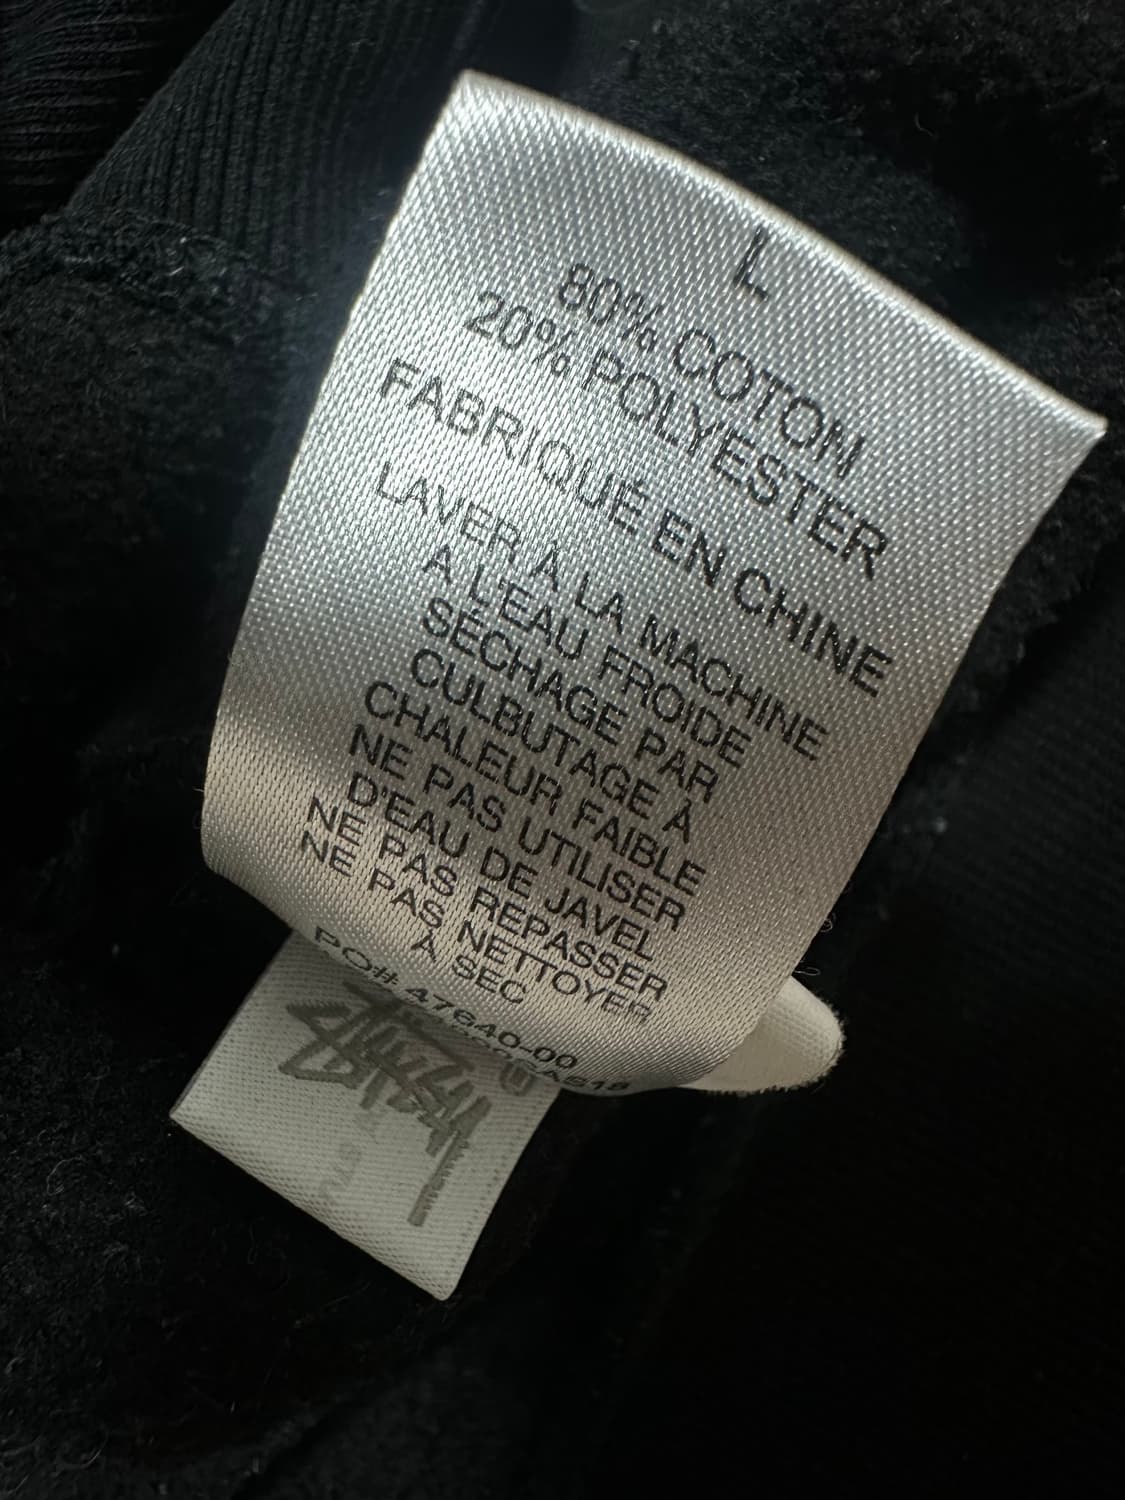 L
80% COTON
20% POLYESTER
FABRIQUÉ EN CHINE
LAVER À LA MACHINE
A L'EAU FROIDE
SÉCHAGE PAR
CULBUTAGE À
CHALEUR FAIBLE
NE PAS UTILISER
D'EAU DE JAVEL
NE PAS REPASSER
NE PAS NETTOYER
À SEC
PO# 47640-00